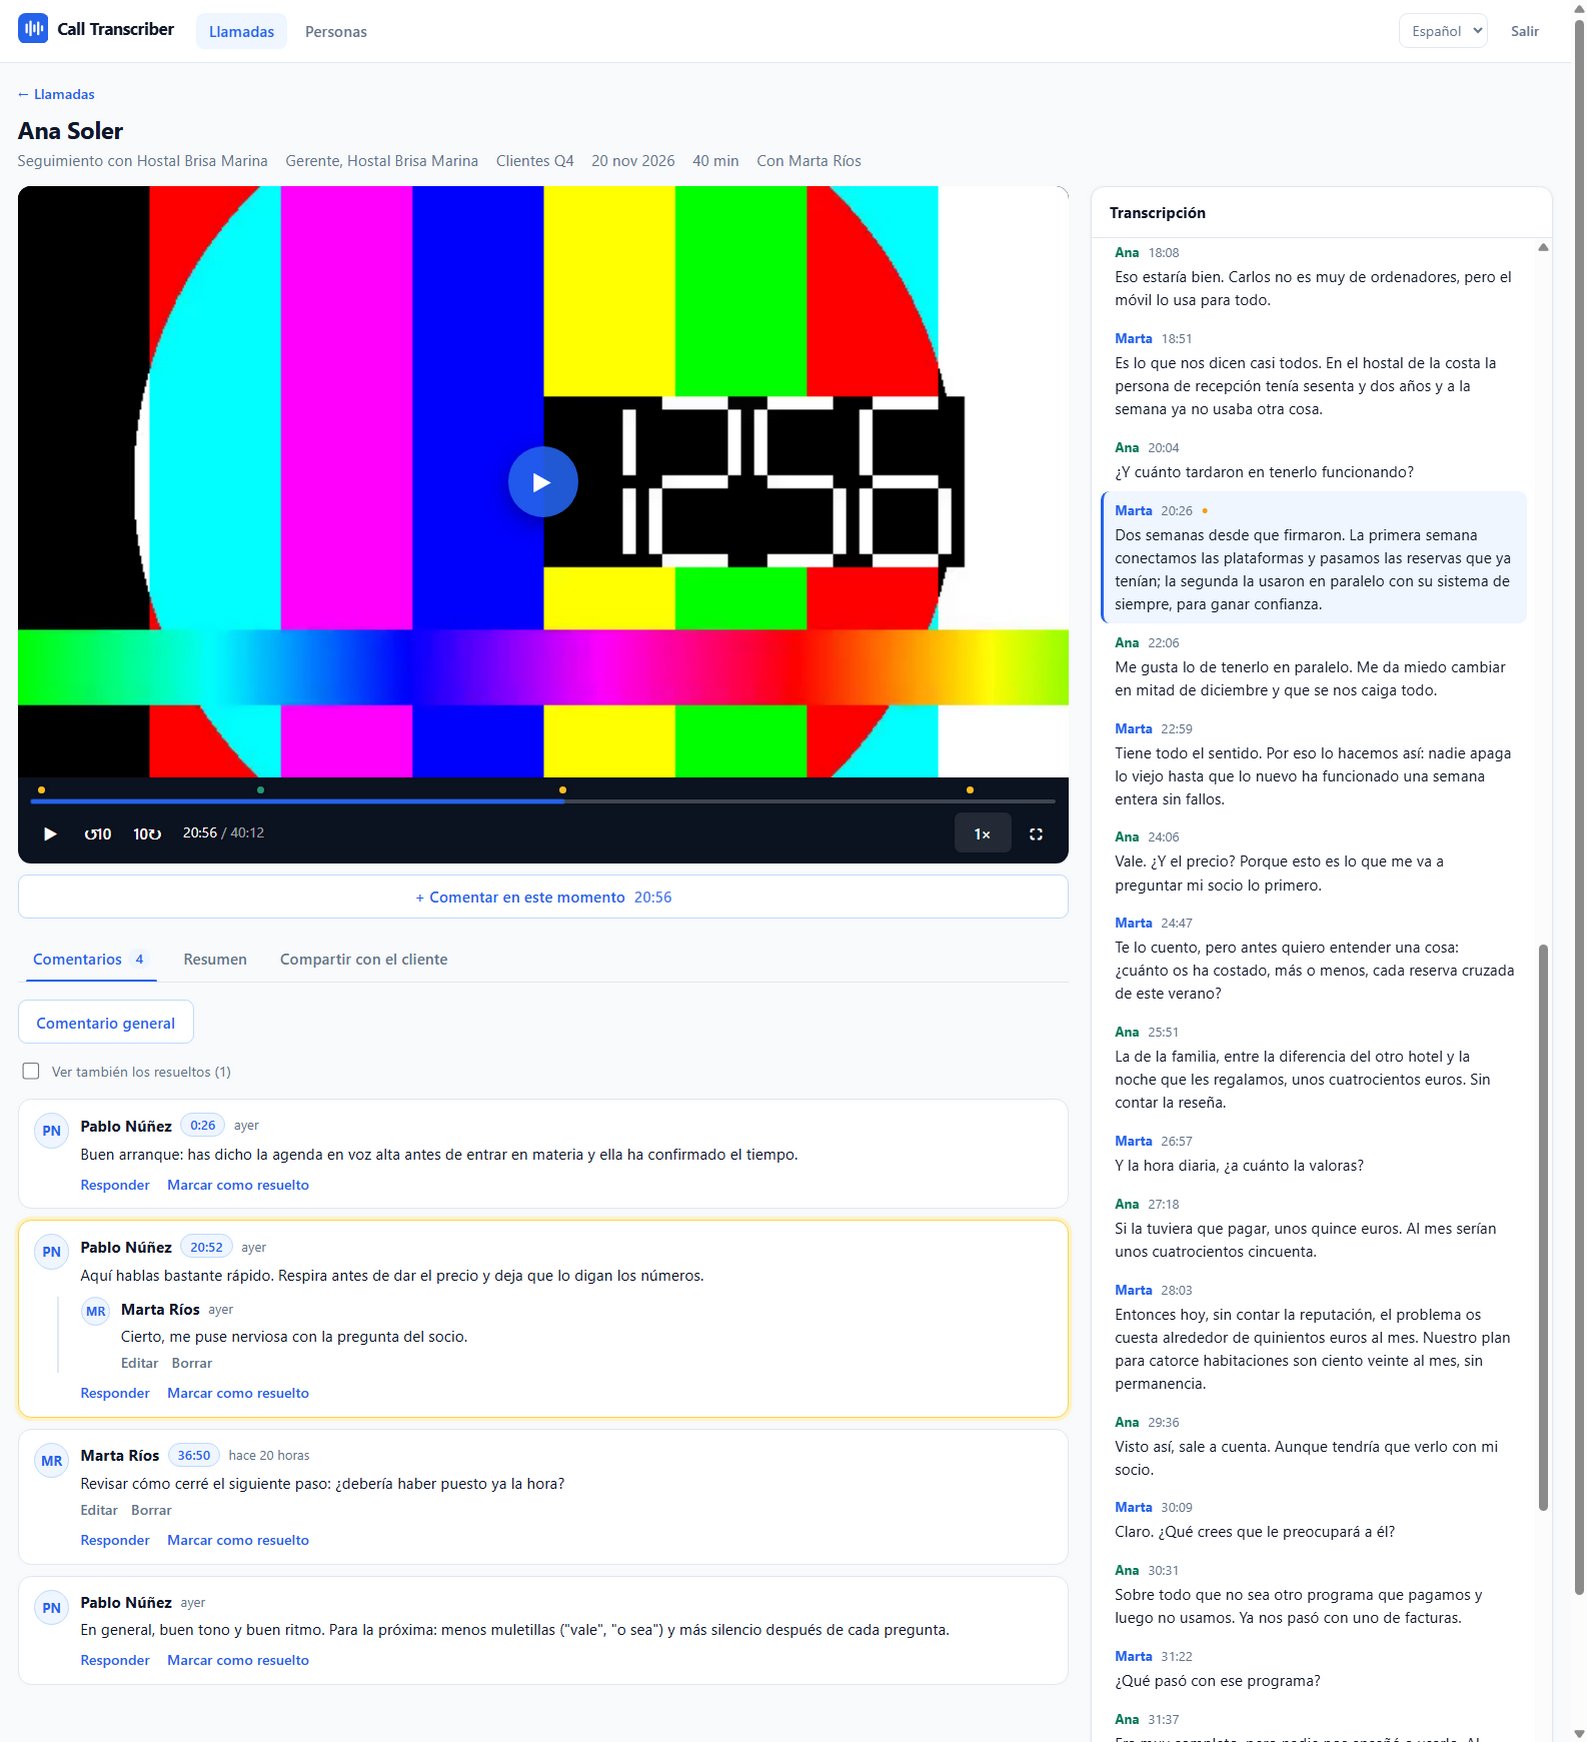 Call Transcriber
Llamadas
Personas
Español
Salir
← Llamadas
Ana Soler
Seguimiento con Hostal Brisa Marina
Gerente, Hostal Brisa Marina
Clientes Q4
20 nov 2026
40 min
Con Marta Ríos
1256
↺10
10↻
20:56 / 40:12
1×
+ Comentar en este momento 20:56
Comentarios 4
Resumen
Compartir con el cliente
Comentario general
Ver también los resueltos (1)
PN
Pablo Núñez 0:26 ayer
Buen arranque: has dicho la agenda en voz alta antes de entrar en materia y ella ha confirmado el tiempo.
Responder Marcar como resuelto
PN
Pablo Núñez 20:52 ayer
Aquí hablas bastante rápido. Respira antes de dar el precio y deja que lo digan los números.
MR
Marta Ríos ayer
Cierto, me puse nerviosa con la pregunta del socio.
Editar Borrar
Responder Marcar como resuelto
MR
Marta Ríos 36:50 hace 20 horas
Revisar cómo cerré el siguiente paso: ¿debería haber puesto ya la hora?
Editar Borrar
Responder Marcar como resuelto
PN
Pablo Núñez ayer
En general, buen tono y buen ritmo. Para la próxima: menos muletillas ("vale", "o sea") y más silencio después de cada pregunta.
Responder Marcar como resuelto
Transcripción
Ana 18:08
Eso estaría bien. Carlos no es muy de ordenadores, pero el
móvil lo usa para todo.
Marta 18:51
Es lo que nos dicen casi todos. En el hostal de la costa la
persona de recepción tenía sesenta y dos años y a la
semana ya no usaba otra cosa.
Ana 20:04
¿Y cuánto tardaron en tenerlo funcionando?
Marta 20:26
Dos semanas desde que firmaron. La primera semana
conectamos las plataformas y pasamos las reservas que ya
tenían; la segunda la usaron en paralelo con su sistema de
siempre, para ganar confianza.
Ana 22:06
Me gusta lo de tenerlo en paralelo. Me da miedo cambiar
en mitad de diciembre y que se nos caiga todo.
Marta 22:59
Tiene todo el sentido. Por eso lo hacemos así: nadie apaga
lo viejo hasta que lo nuevo ha funcionado una semana
entera sin fallos.
Ana 24:06
Vale. ¿Y el precio? Porque esto es lo que me va a
preguntar mi socio lo primero.
Marta 24:47
Te lo cuento, pero antes quiero entender una cosa:
¿cuánto os ha costado, más o menos, cada reserva cruzada
de este verano?
Ana 25:51
La de la familia, entre la diferencia del otro hotel y la
noche que les regalamos, unos cuatrocientos euros. Sin
contar la reseña.
Marta 26:57
Y la hora diaria, ¿a cuánto la valoras?
Ana 27:18
Si la tuviera que pagar, unos quince euros. Al mes serían
unos cuatrocientos cincuenta.
Marta 28:03
Entonces hoy, sin contar la reputación, el problema os
cuesta alrededor de quinientos euros al mes. Nuestro plan
para catorce habitaciones son ciento veinte al mes, sin
permanencia.
Ana 29:36
Visto así, sale a cuenta. Aunque tendría que verlo con mi
socio.
Marta 30:09
Claro. ¿Qué crees que le preocupará a él?
Ana 30:31
Sobre todo que no sea otro programa que pagamos y
luego no usamos. Ya nos pasó con uno de facturas.
Marta 31:22
¿Qué pasó con ese programa?
Ana 31:37